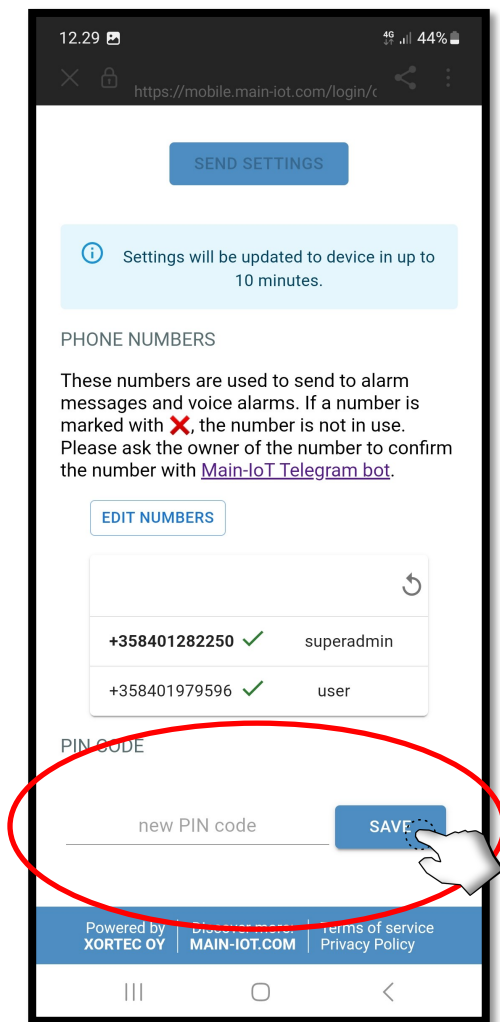 12.29 4G 44%
https://mobile.main-iot.com/login/c
SEND SETTINGS
Settings will be updated to device in up to
10 minutes.
PHONE NUMBERS
These numbers are used to send to alarm
messages and voice alarms. If a number is
marked with ❌, the number is not in use.
Please ask the owner of the number to confirm
the number with Main-IoT Telegram bot.
EDIT NUMBERS
+358401282250 ✓ superadmin
+358401979596 ✓ user
PIN CODE
new PIN code SAVE
Powered by Discover more: Terms of service
XORTEC OY MAIN-IOT.COM Privacy Policy